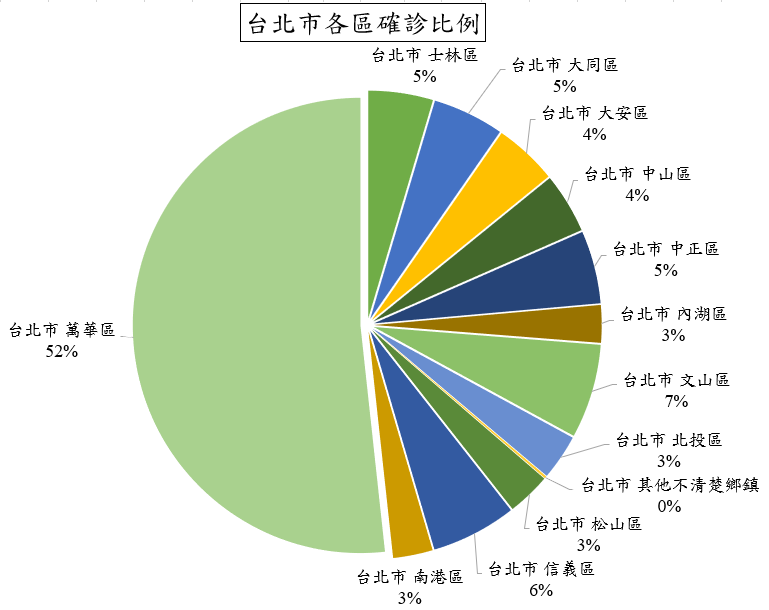 台北市各區確診比例
台北市 士林區
5%
台北市 大同區
5%
台北市 大安區
4%
台北市 中山區
4%
台北市 中正區
5%
台北市 內湖區
3%
台北市 文山區
7%
台北市 北投區
3%
台北市 其他不清楚鄉鎮
0%
台北市 松山區
3%
台北市 信義區
6%
台北市 南港區
3%
台北市 萬華區
52%